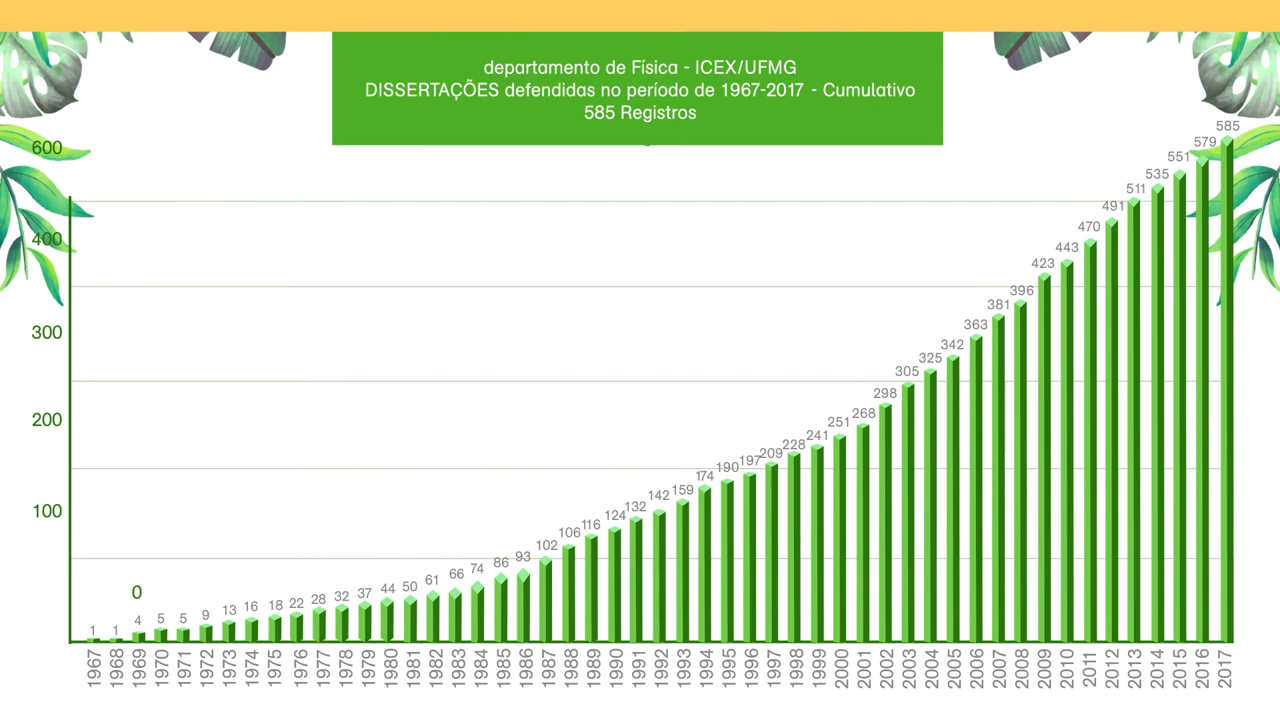 departamento de Física - ICEX/UFMG
DISSERTAÇÕES defendidas no período de 1967-2017 - Cumulativo
585 Registros
600
400
300
200
100
0
1 1 4 5 5 9 13 16 18 22 28 32 37 44 50 61 66 74 86 93 102 106 116 124 132 142 159 174 190 197 209 228 241 251 268 298 305 325 342 363 381 396 423 443 470 491 511 535 551 579 585
1967 1968 1969 1970 1971 1972 1973 1974 1975 1976 1977 1978 1979 1980 1981 1982 1983 1984 1985 1986 1987 1988 1989 1990 1991 1992 1993 1994 1995 1996 1997 1998 1999 2000 2001 2002 2003 2004 2005 2006 2007 2008 2009 2010 2011 2012 2013 2014 2015 2016 2017